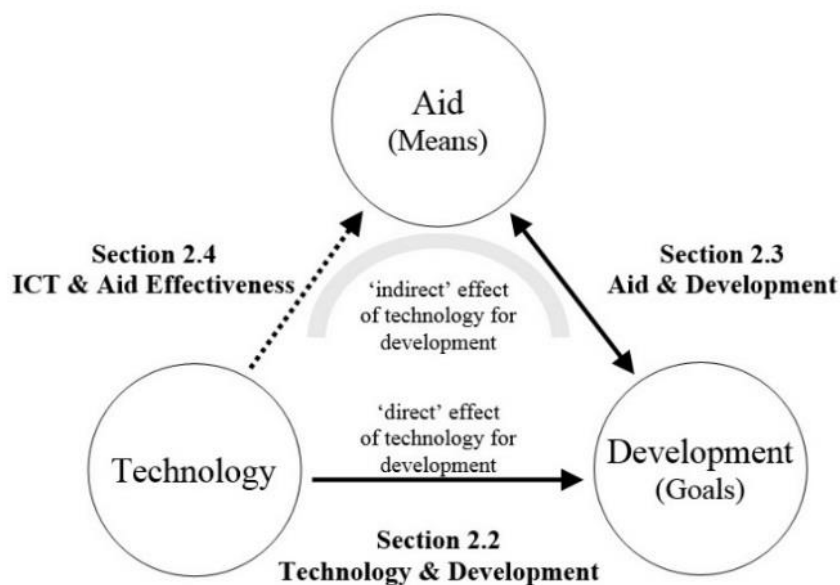 Aid
(Means)
Section 2.4
ICT & Aid Effectiveness
Section 2.3
Aid & Development
‘indirect’ effect
of technology for
development
‘direct’ effect
of technology for
development
Technology
Development
(Goals)
Section 2.2
Technology & Development